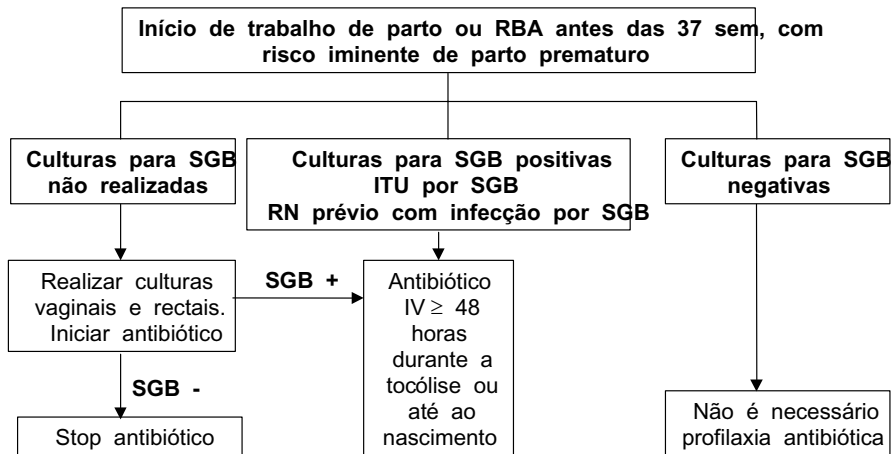 Início de trabalho de parto ou RBA antes das 37 sem, com
risco iminente de parto prematuro
Culturas para SGB
não realizadas
Culturas para SGB positivas
ITU por SGB
RN prévio com infecção por SGB
Culturas para SGB
negativas
Realizar culturas
vaginais e rectais.
Iniciar antibiótico
SGB +
Antibiótico
IV ≥ 48
horas
durante a
tocólise ou
até ao
nascimento
SGB -
Stop antibiótico
Não é necessário
profilaxia antibiótica